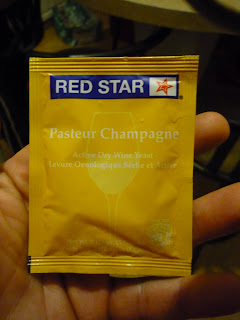 RED STAR
Pasteur Champagne
Active Dry Wine Yeast
Levure Oenologique Sèche et Active